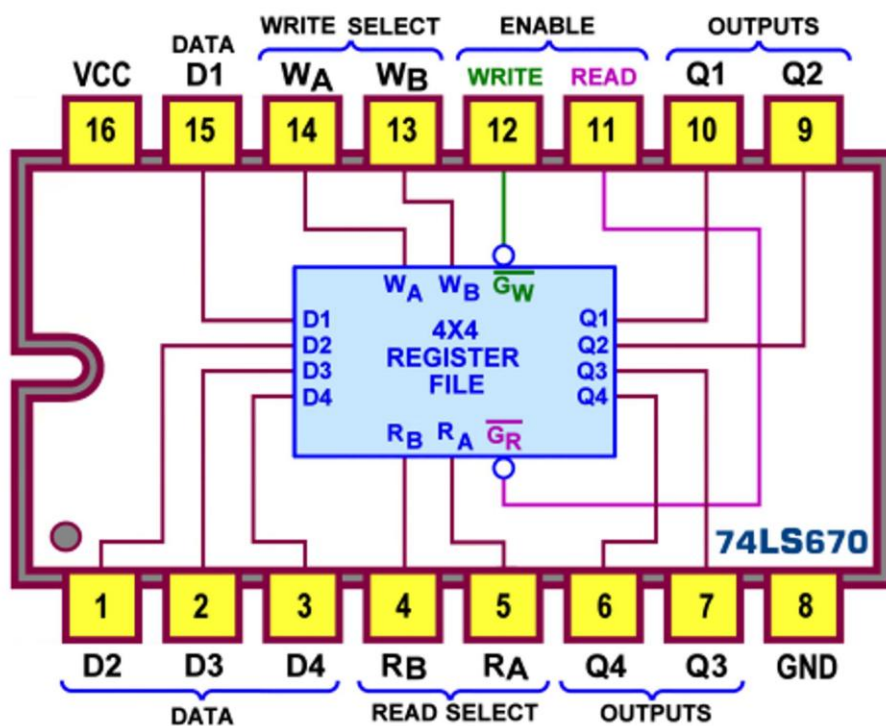 WRITE SELECT ENABLE OUTPUTS
DATA
VCC D1 WA WB WRITE READ Q1 Q2
16 15 14 13 12 11 10 9
WA WB GW
D1 Q1
4X4
D2 Q2
REGISTER
D3 Q3
FILE
D4 Q4
RB RA GR
74LS670
1 2 3 4 5 6 7 8
D2 D3 D4 RB RA Q4 Q3 GND
DATA READ SELECT OUTPUTS